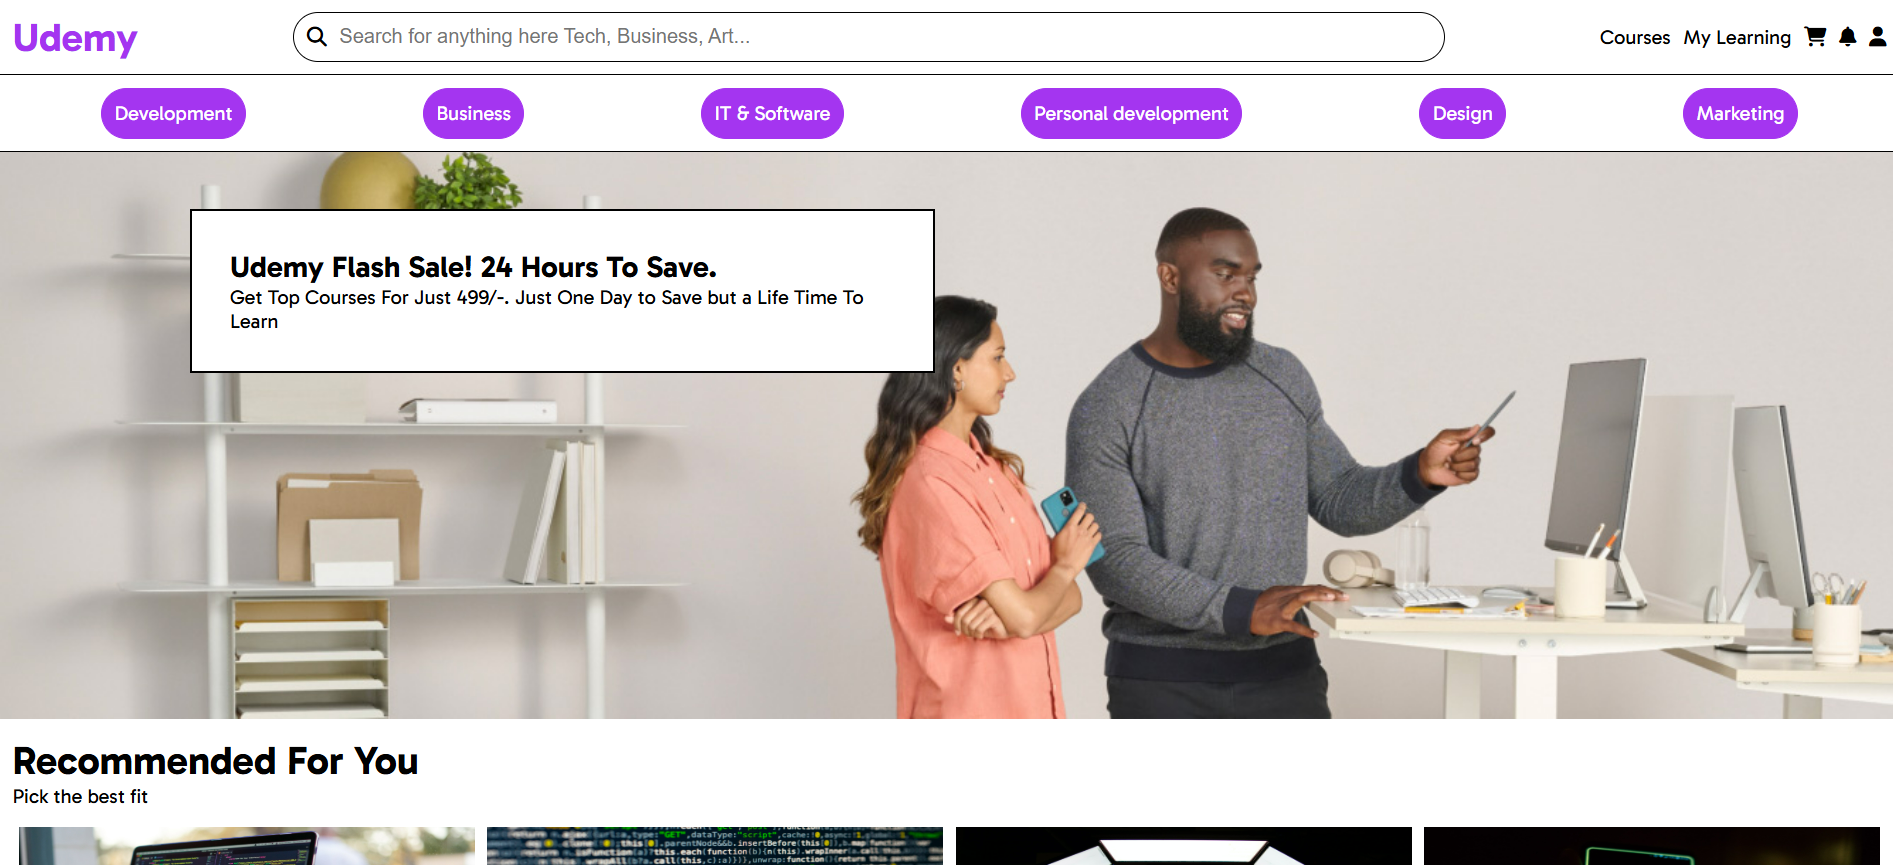 Udemy
Search for anything here Tech, Business, Art...
Courses My Learning
Development Business IT & Software Personal development Design Marketing
Udemy Flash Sale! 24 Hours To Save.
Get Top Courses For Just 499/-. Just One Day to Save but a Life Time To
Learn
Recommended For You
Pick the best fit